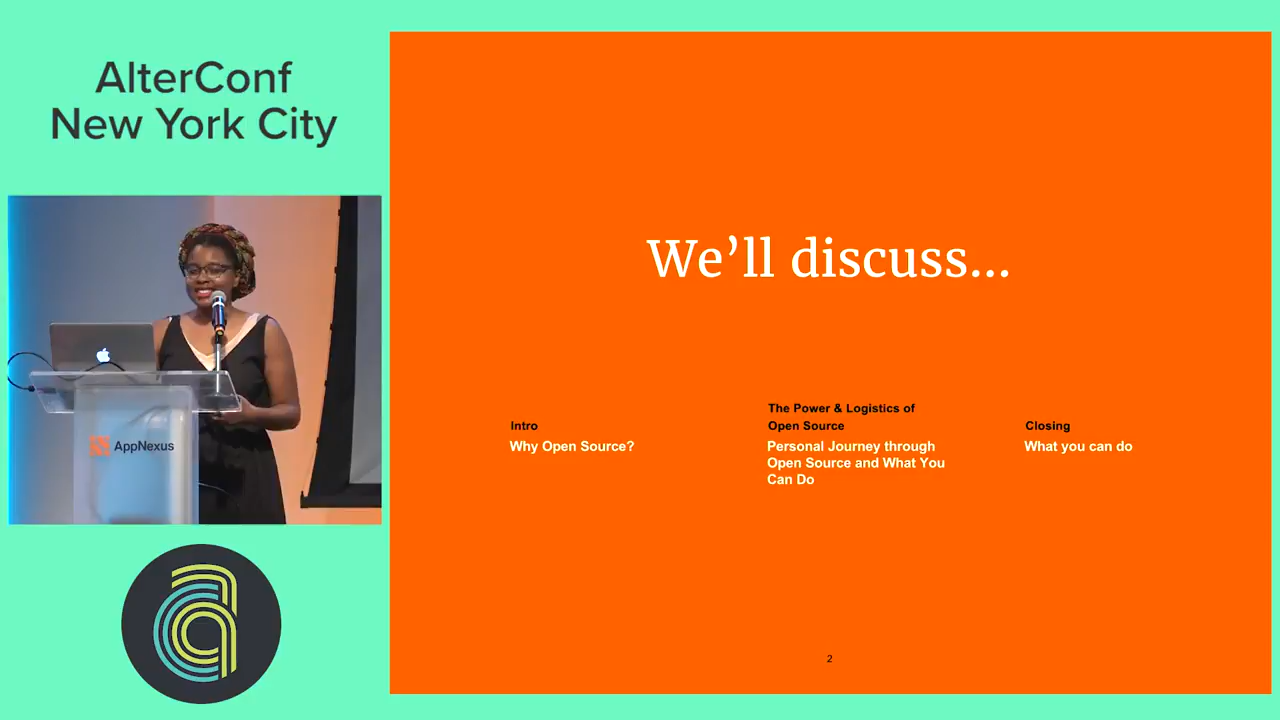 AlterConf
New York City
AppNexus
We’ll discuss...
Intro
Why Open Source?
The Power & Logistics of
Open Source
Personal Journey through
Open Source and What You
Can Do
Closing
What you can do
2